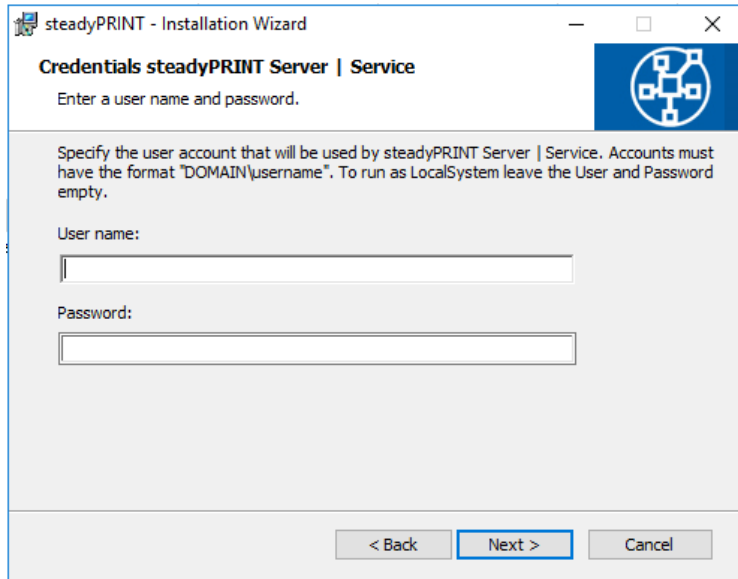 steadyPRINT - Installation Wizard
Credentials steadyPRINT Server | Service
Enter a user name and password.
Specify the user account that will be used by steadyPRINT Server | Service. Accounts must
have the format "DOMAIN\username". To run as LocalSystem leave the User and Password
empty.
User name:
Password:
< Back
Next >
Cancel